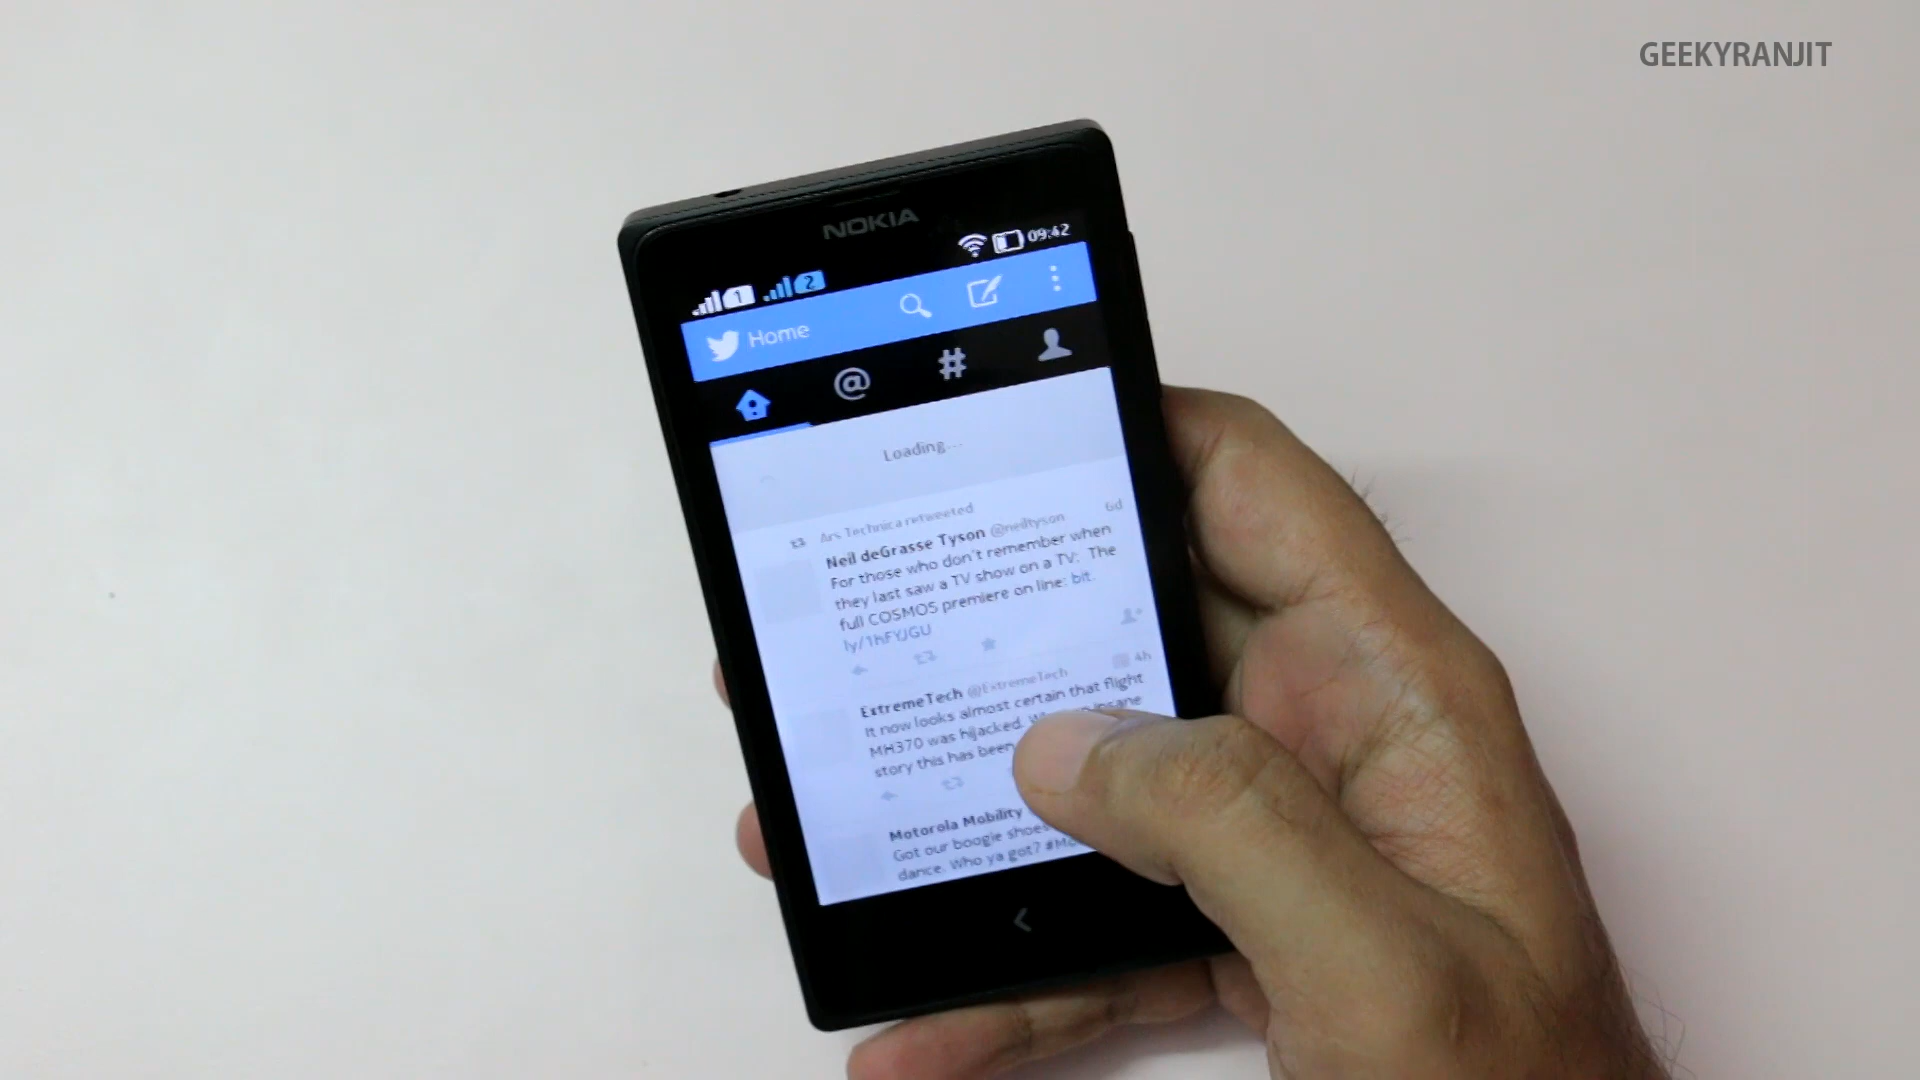 GEEKYRANJIT
NOKIA
09:42
1 2
Home
@ #
Loading...
Ars Technica retweeted
Neil deGrasse Tyson @neiltyson 6d
For those who don't remember when
they last saw a TV show on a TV: The
full COSMOS premiere on line: bit.
ly/1hFYJGU
ExtremeTech @ExtremeTech 4h
It now looks almost certain that flight
MH370 was hijacked. insane
story this has been
Motorola Mobility
Got our boogie shoes
dance. Who ya got?